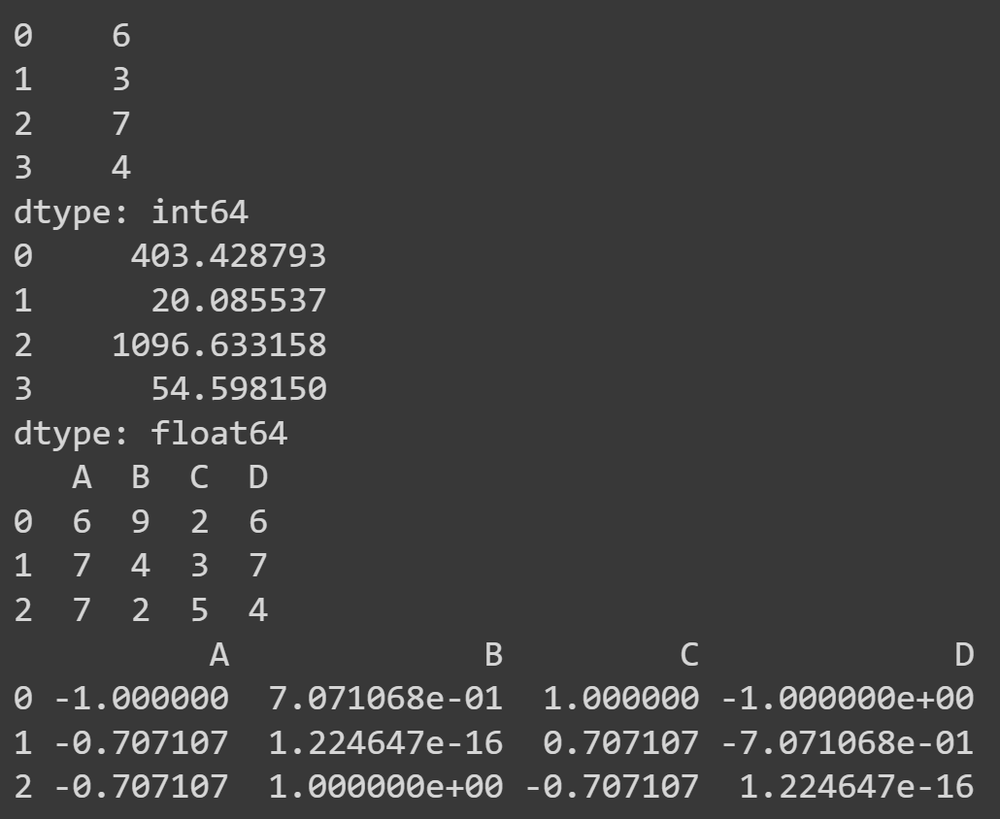 0    6
1    3
2    7
3    4
dtype: int64
0     403.428793
1      20.085537
2    1096.633158
3      54.598150
dtype: float64
   A  B  C  D
0  6  9  2  6
1  7  4  3  7
2  7  2  5  4
          A             B         C             D
0 -1.000000  7.071068e-01  1.000000 -1.000000e+00
1 -0.707107  1.224647e-16  0.707107 -7.071068e-01
2 -0.707107  1.000000e+00 -0.707107  1.224647e-16